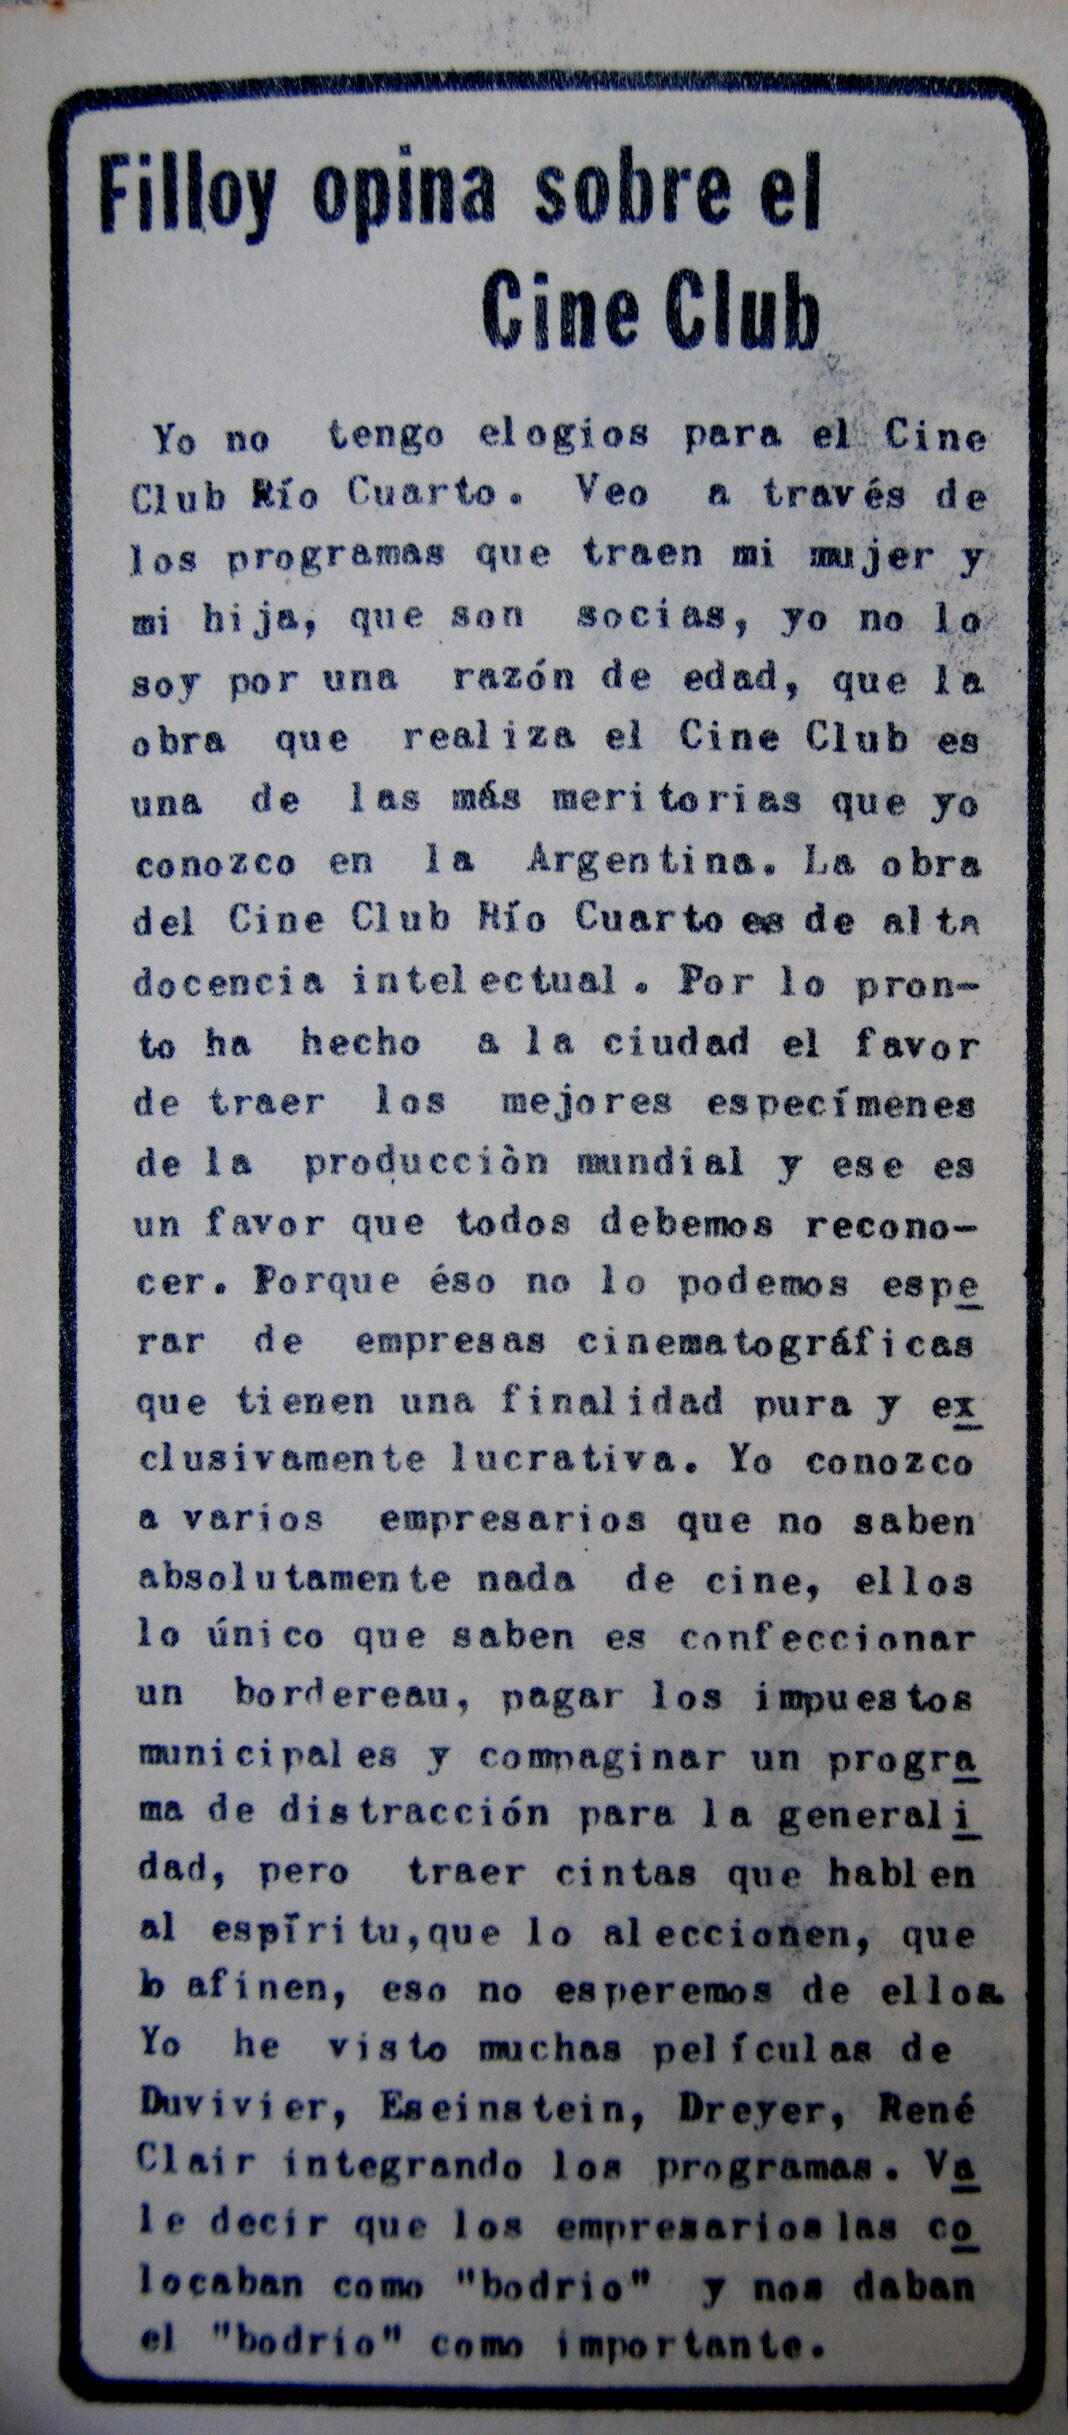 Filloy opina sobre el
Cine Club
Yo no tengo elogios para el Cine
Club Río Cuarto. Veo a través de
los programas que traen mi mujer y
mi hija, que son socias, yo no lo
soy por una razón de edad, que la
obra que realiza el Cine Club es
una de las más meritorias que yo
conozco en la Argentina. La obra
del Cine Club Río Cuarto es de alta
docencia intelectual. Por lo pron-
to ha hecho a la ciudad el favor
de traer los mejores especímenes
de la producciòn mundial y ese es
un favor que todos debemos recono-
cer. Porque éso no lo podemos espe
rar de empresas cinematográficas
que tienen una finalidad pura y ex
clusivamente lucrativa. Yo conozco
a varios empresarios que no saben
absolutamente nada de cine, ellos
lo único que saben es confeccionar
un bordereau, pagar los impuestos
municipales y compaginar un progra
ma de distracción para la generali
dad, pero traer cintas que hablen
al espíritu,que lo aleccionen, que
lo afinen, eso no esperemos de ellos.
Yo he visto muchas películas de
Duvivier, Eseinstein, Dreyer, René
Clair integrando los programas. Va
le decir que los empresarios las co
locaban como "bodrio" y nos daban
el "bodrio" como importante.